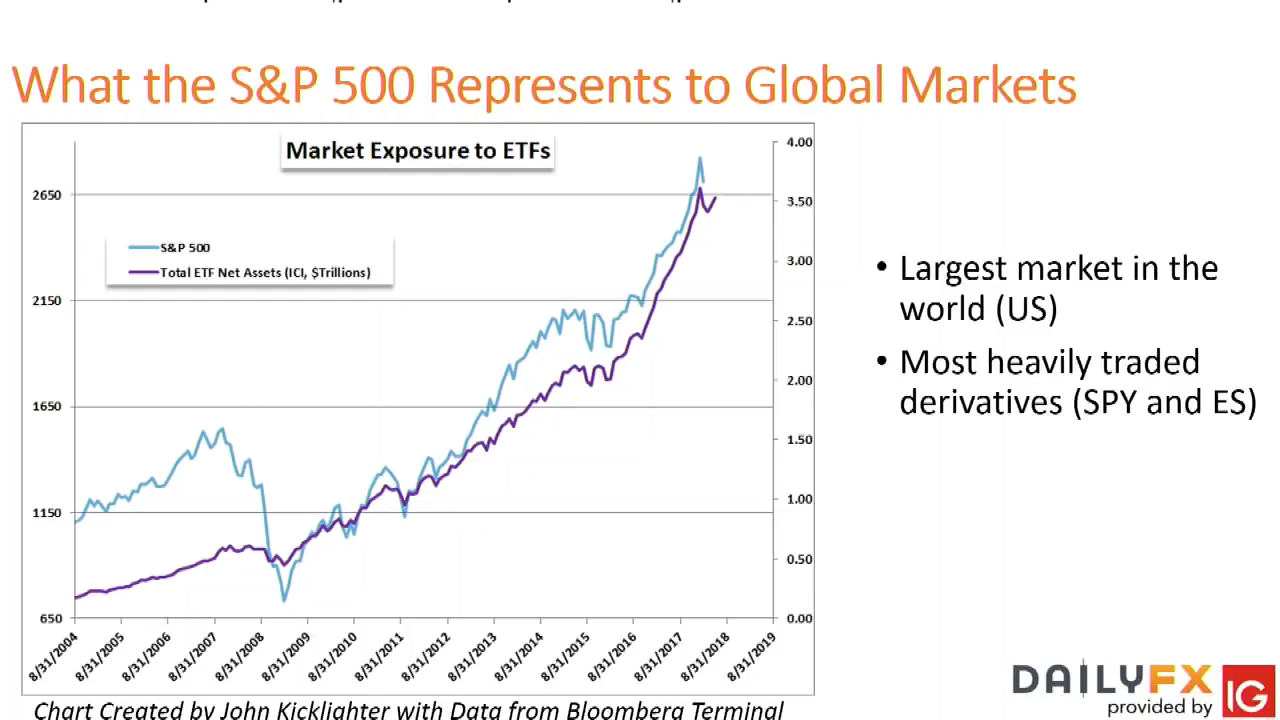 What the S&P 500 Represents to Global Markets
Market Exposure to ETFs
4.00
3.50
3.00
2.50
2.00
1.50
1.00
0.50
0.00
2650
2150
1650
1150
650
S&P 500
Total ETF Net Assets (ICI, $Trillions)
8/31/2004
8/31/2005
8/31/2006
8/31/2007
8/31/2008
8/31/2009
8/31/2010
8/31/2011
8/31/2012
8/31/2013
8/31/2014
8/31/2015
8/31/2016
8/31/2017
8/31/2018
8/31/2019
Chart Created by John Kicklighter with Data from Bloomberg Terminal
• Largest market in the
world (US)
• Most heavily traded
derivatives (SPY and ES)
DAILYFX
provided by
IG